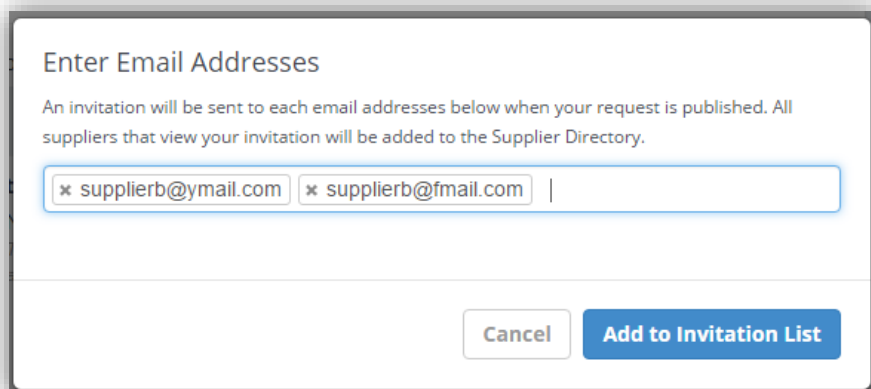 Enter Email Addresses
An invitation will be sent to each email addresses below when your request is published. All
suppliers that view your invitation will be added to the Supplier Directory.
× supplierb@ymail.com × supplierb@fmail.com
Cancel Add to Invitation List